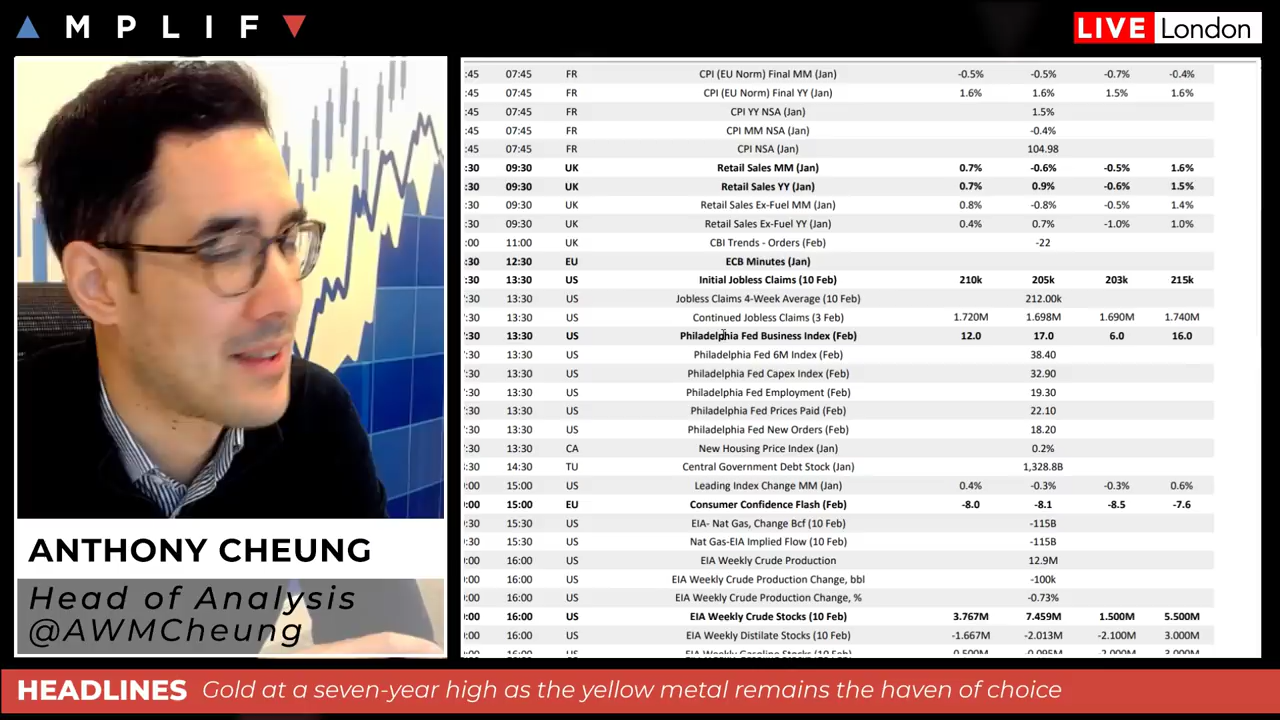 AMPLIFY
LIVE London
:45 07:45 FR CPI (EU Norm) Final MM (Jan) -0.5% -0.5% -0.7% -0.4%
:45 07:45 FR CPI (EU Norm) Final YY (Jan) 1.6% 1.6% 1.5% 1.6%
:45 07:45 FR CPI YY NSA (Jan) 1.5%
:45 07:45 FR CPI MM NSA (Jan) -0.4%
:45 07:45 FR CPI NSA (Jan) 104.98
:30 09:30 UK Retail Sales MM (Jan) 0.7% -0.6% -0.5% 1.6%
:30 09:30 UK Retail Sales YY (Jan) 0.7% 0.9% -0.6% 1.5%
:30 09:30 UK Retail Sales Ex-Fuel MM (Jan) 0.8% -0.8% -0.5% 1.4%
:30 09:30 UK Retail Sales Ex-Fuel YY (Jan) 0.4% 0.7% -1.0% 1.0%
:00 11:00 UK CBI Trends - Orders (Feb) -22
:30 12:30 EU ECB Minutes (Jan)
:30 13:30 US Initial Jobless Claims (10 Feb) 210k 205k 203k 215k
:30 13:30 US Jobless Claims 4-Week Average (10 Feb) 212.00k
:30 13:30 US Continued Jobless Claims (3 Feb) 1.720M 1.698M 1.690M 1.740M
:30 13:30 US Philadelphia Fed Business Index (Feb) 12.0 17.0 6.0 16.0
:30 13:30 US Philadelphia Fed 6M Index (Feb) 38.40
:30 13:30 US Philadelphia Fed Capex Index (Feb) 32.90
:30 13:30 US Philadelphia Fed Employment (Feb) 19.30
:30 13:30 US Philadelphia Fed Prices Paid (Feb) 22.10
:30 13:30 US Philadelphia Fed New Orders (Feb) 18.20
:30 13:30 CA New Housing Price Index (Jan) 0.2%
:30 14:30 TU Central Government Debt Stock (Jan) 1,328.8B
:00 15:00 US Leading Index Change MM (Jan) 0.4% -0.3% -0.3% 0.6%
:00 15:00 EU Consumer Confidence Flash (Feb) -8.0 -8.1 -8.5 -7.6
:30 15:30 US EIA- Nat Gas, Change Bcf (10 Feb) -115B
:30 15:30 US Nat Gas-EIA Implied Flow (10 Feb) -115B
:00 16:00 US EIA Weekly Crude Production 12.9M
:00 16:00 US EIA Weekly Crude Production Change, bbl -100k
:00 16:00 US EIA Weekly Crude Production Change, % -0.73%
:00 16:00 US EIA Weekly Crude Stocks (10 Feb) 3.767M 7.459M 1.500M 5.500M
:00 16:00 US EIA Weekly Distilate Stocks (10 Feb) -1.667M -2.013M -2.100M 3.000M
ANTHONY CHEUNG
Head of Analysis
@AWMCheung
HEADLINES Gold at a seven-year high as the yellow metal remains the haven of choice